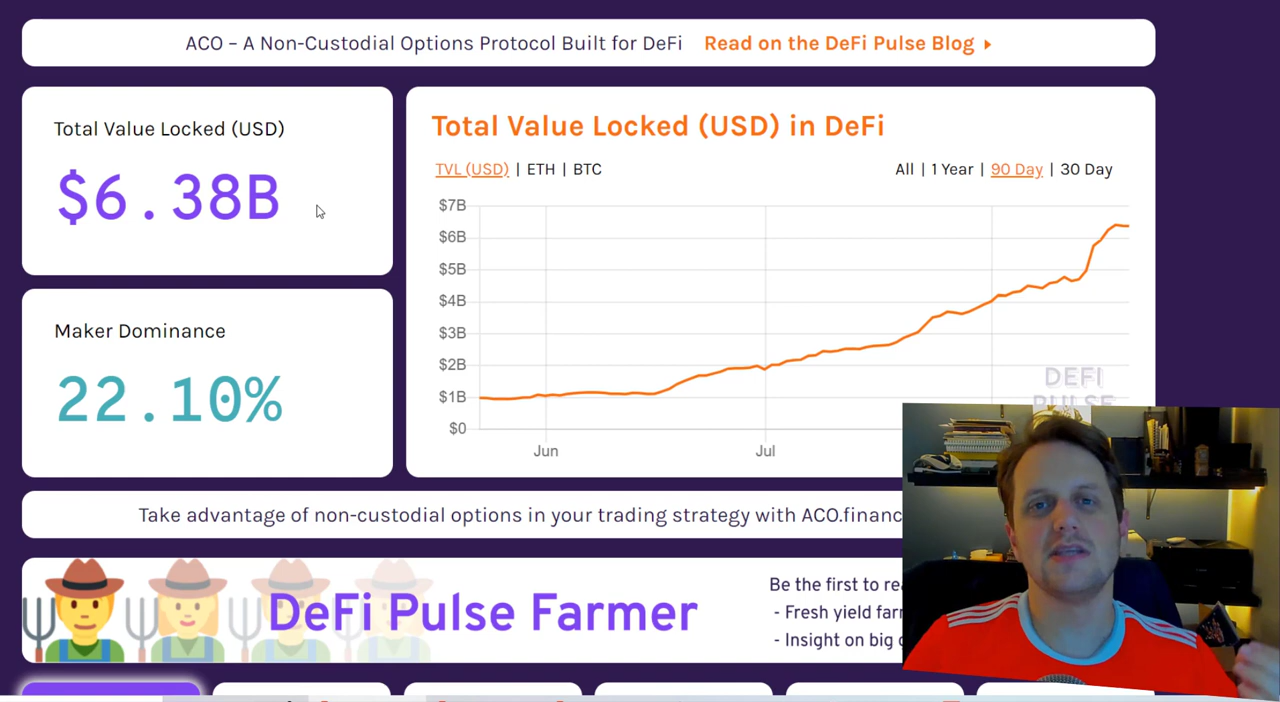 ACO – A Non-Custodial Options Protocol Built for DeFi Read on the DeFi Pulse Blog
Total Value Locked (USD)
$6.38B
Maker Dominance
22.10%
Total Value Locked (USD) in DeFi
TVL (USD) | ETH | BTC
All | 1 Year | 90 Day | 30 Day
$7B
$6B
$5B
$4B
$3B
$2B
$1B
$0
Jun
Jul
DEFI
PULSE
Take advantage of non-custodial options in your trading strategy with ACO.financ
DeFi Pulse Farmer
Be the first to re
- Fresh yield farr
- Insight on big